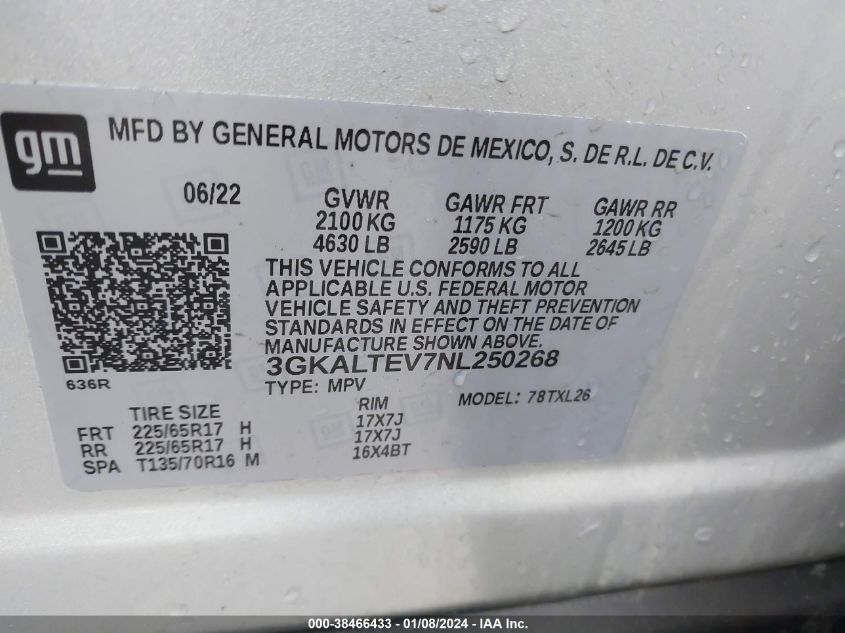 gm
MFD BY GENERAL MOTORS DE MEXICO, S. DE R.L. DE C.V.
06/22
GVWR
2100 KG
4630 LB
GAWR FRT
1175 KG
2590 LB
GAWR RR
1200 KG
2645 LB
THIS VEHICLE CONFORMS TO ALL
APPLICABLE U.S. FEDERAL MOTOR
VEHICLE SAFETY AND THEFT PREVENTION
STANDARDS IN EFFECT ON THE DATE OF
MANUFACTURE SHOWN ABOVE.
3GKALTEV7NL250268
TYPE: MPV
MODEL: 78TXL26
636R
TIRE SIZE
RIM
FRT 225/65R17 H 17X7J
RR 225/65R17 H 17X7J
SPA T135/70R16 M 16X4BT
000-38466433 - 01/08/2024 - IAA Inc.